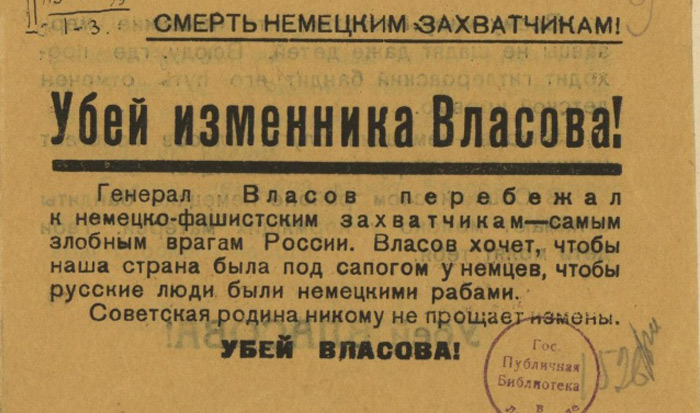 1-3.
СМЕРТЬ НЕМЕЦКИМ ЗАХВАТЧИКАМ!
Убей изменника Власова!
Генерал Власов перебежал
к немецко-фашистским захватчикам—самым
злобным врагам России. Власов хочет, чтобы
наша страна была под сапогом у немцев, чтобы
русские люди были немецкими рабами.
Советская родина никому не прощает измены.
УБЕЙ ВЛАСОВА!
Гос.
Публичная
Библиотека
в